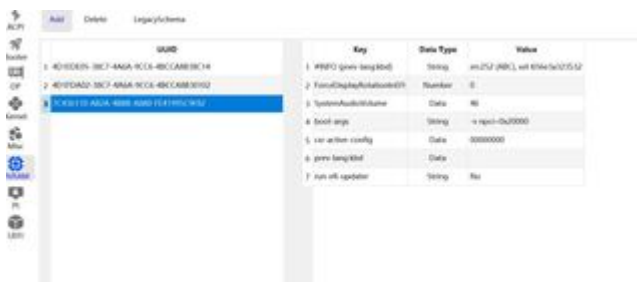 Add Delete LegacySchema
ACPI
Booter
DP
Kernel
Misc
NVRAM
PI
UEFI
UUID
1 4D1EDE05-38C7-4A6A-9CC6-4BCCA8B38C14
2 4D1FDA02-38C7-4A6A-9CC6-4BCCA8B30102
3 7C436110-AB2A-4BBB-A880-FE41995C9F82
Key Data Type Value
1 #INFO (prev-lang:kbd) String
2 Number 0
3 SystemAudioVolume Data 46
4 boot-args String -v npci=0x20000
5 csr-active-config Data 00000000
6 prev-lang:kbd Data
7 run-efi-updater String No